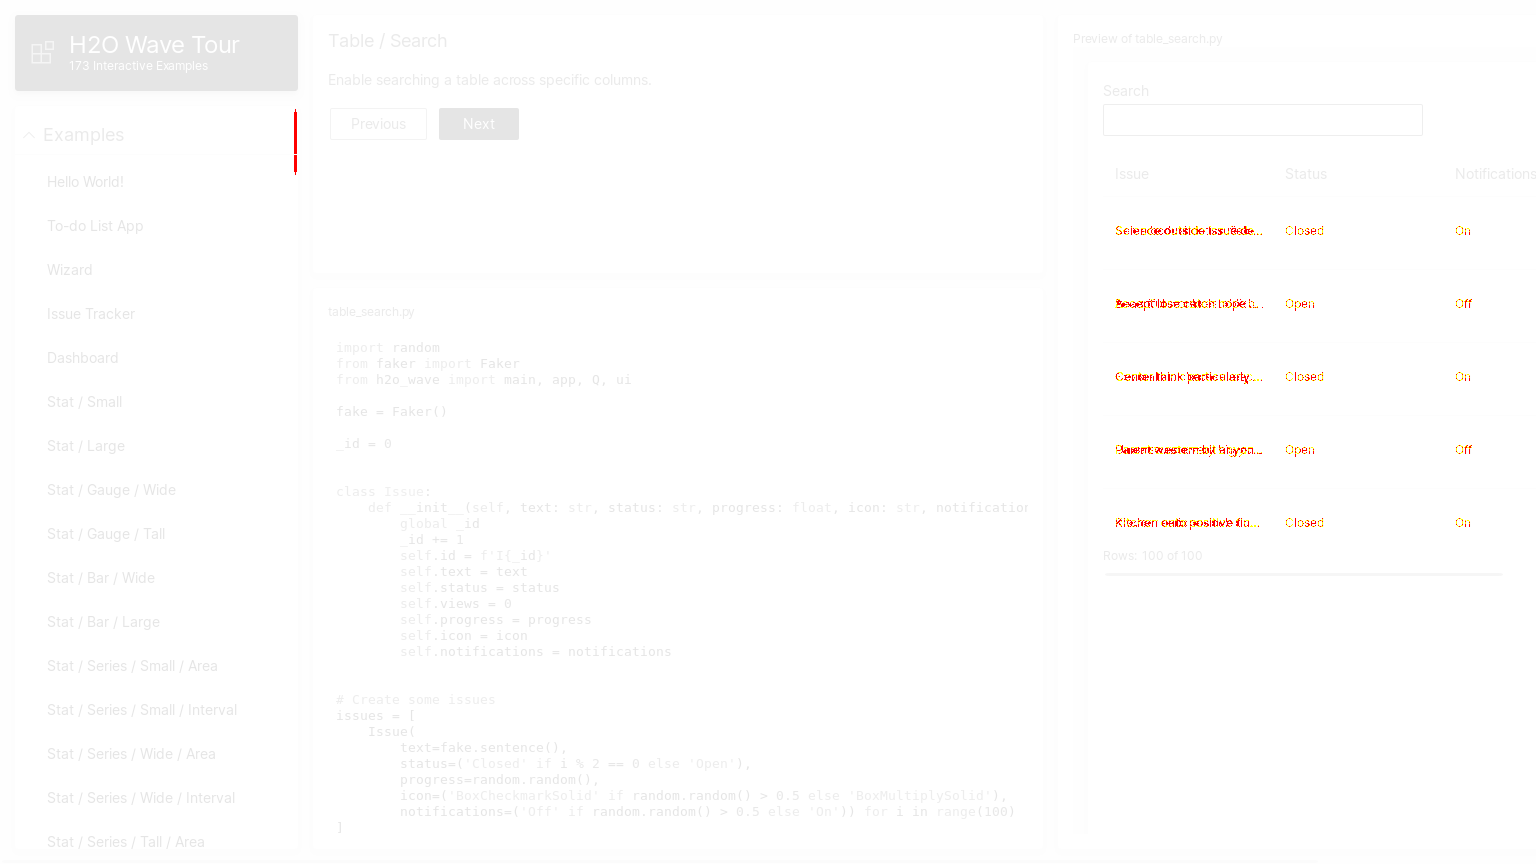 H2O Wave Tour
173 Interactive Examples
Examples
Hello World!
To-do List App
Wizard
Issue Tracker
Dashboard
Stat / Small
Stat / Large
Stat / Gauge / Wide
Stat / Gauge / Tall
Stat / Bar / Wide
Stat / Bar / Large
Stat / Series / Small / Area
Stat / Series / Small / Interval
Stat / Series / Wide / Area
Stat / Series / Wide / Interval
Stat / Series / Tall / Area
Table / Search
Enable searching a table across specific columns.
Previous Next
table_search.py
import random
from faker import Faker
from h2o_wave import main, app, Q, ui
fake = Faker()
_id = 0
class Issue:
    def __init__(self, text: str, status: str, progress: float, icon: str, notification
        global _id
        _id += 1
        self.id = f'I{_id}'
        self.text = text
        self.status = status
        self.views = 0
        self.progress = progress
        self.icon = icon
        self.notifications = notifications
# Create some issues
issues = [
    Issue(
        text=fake.sentence(),
        status=('Closed' if i % 2 == 0 else 'Open'),
        progress=random.random(),
        icon=('BoxCheckmarkSolid' if random.random() > 0.5 else 'BoxMultiplySolid'),
        notifications=('Off' if random.random() > 0.5 else 'On')) for i in range(100)
]
Preview of table_search.py
Search
Issue Status Notifications
Closed On
Open Off
Closed On
Open Off
Closed On
Rows: 100 of 100